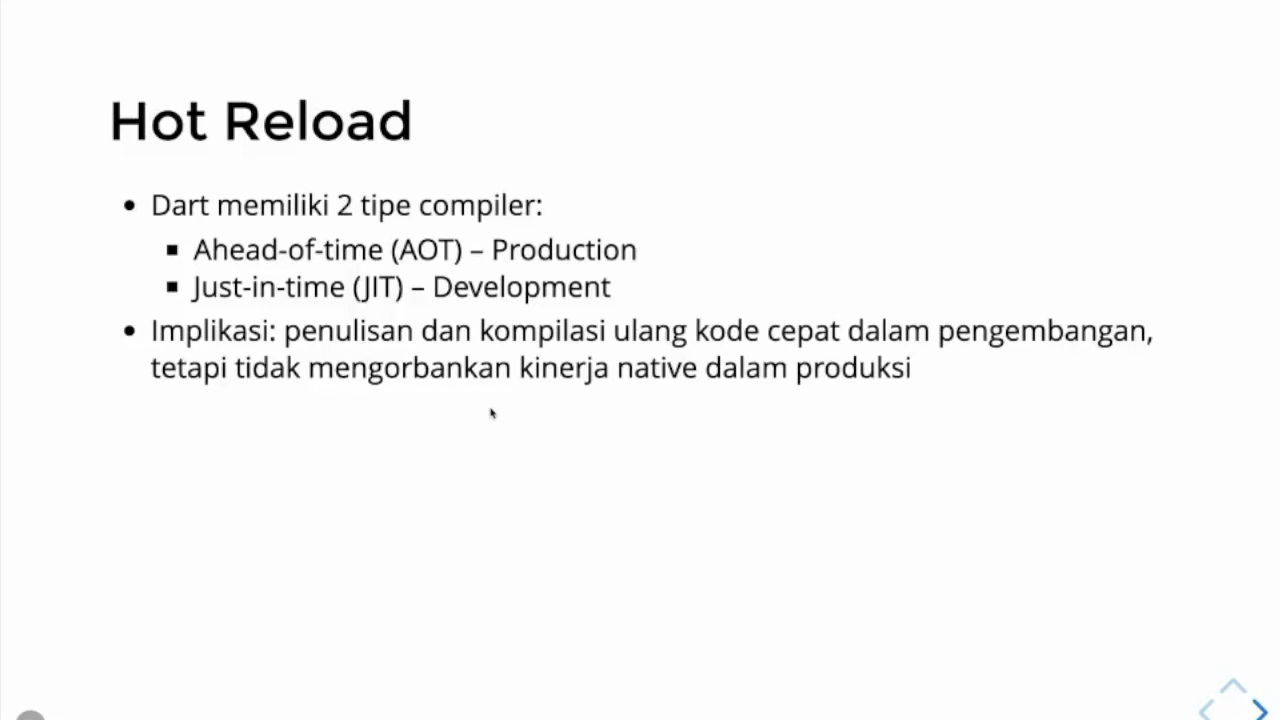 Hot Reload
• Dart memiliki 2 tipe compiler:
▪ Ahead-of-time (AOT) – Production
▪ Just-in-time (JIT) – Development
• Implikasi: penulisan dan kompilasi ulang kode cepat dalam pengembangan,
tetapi tidak mengorbankan kinerja native dalam produksi